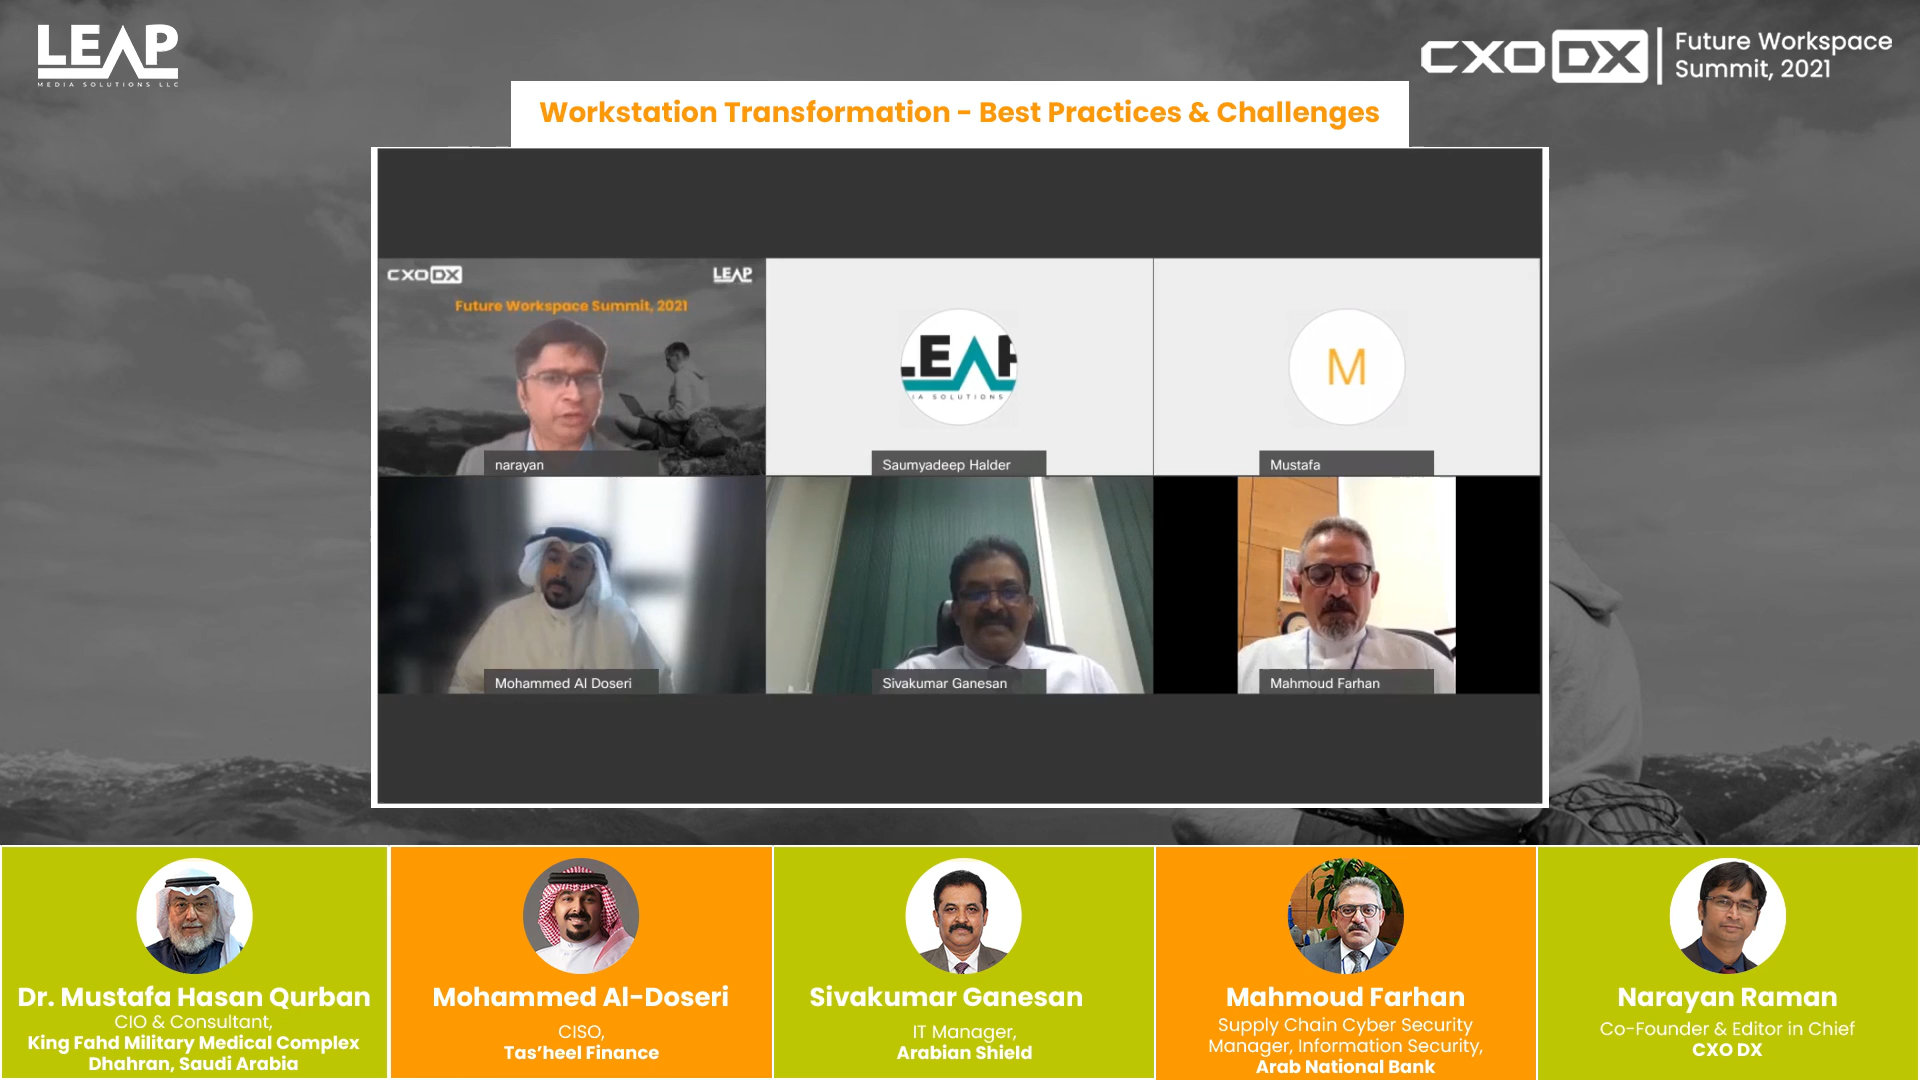 LEAP
MEDIA SOLUTIONS LLC
CXO DX
Future Workspace
Summit, 2021
Workstation Transformation - Best Practices & Challenges
CXO DX
LEAP
Future Workspace Summit, 2021
LEAP
IA SOLUTIONS
M
narayan
Saumyadeep Halder
Mustafa
Mohammed Al Doseri
Sivakumar Ganesan
Mahmoud Farhan
Dr. Mustafa Hasan Qurban
CIO & Consultant,
King Fahd Military Medical Complex
Dhahran, Saudi Arabia
Mohammed Al-Doseri
CISO,
Tas'heel Finance
Sivakumar Ganesan
IT Manager,
Arabian Shield
Mahmoud Farhan
Supply Chain Cyber Security
Manager, Information Security,
Arab National Bank
Narayan Raman
Co-Founder & Editor in Chief
CXO DX